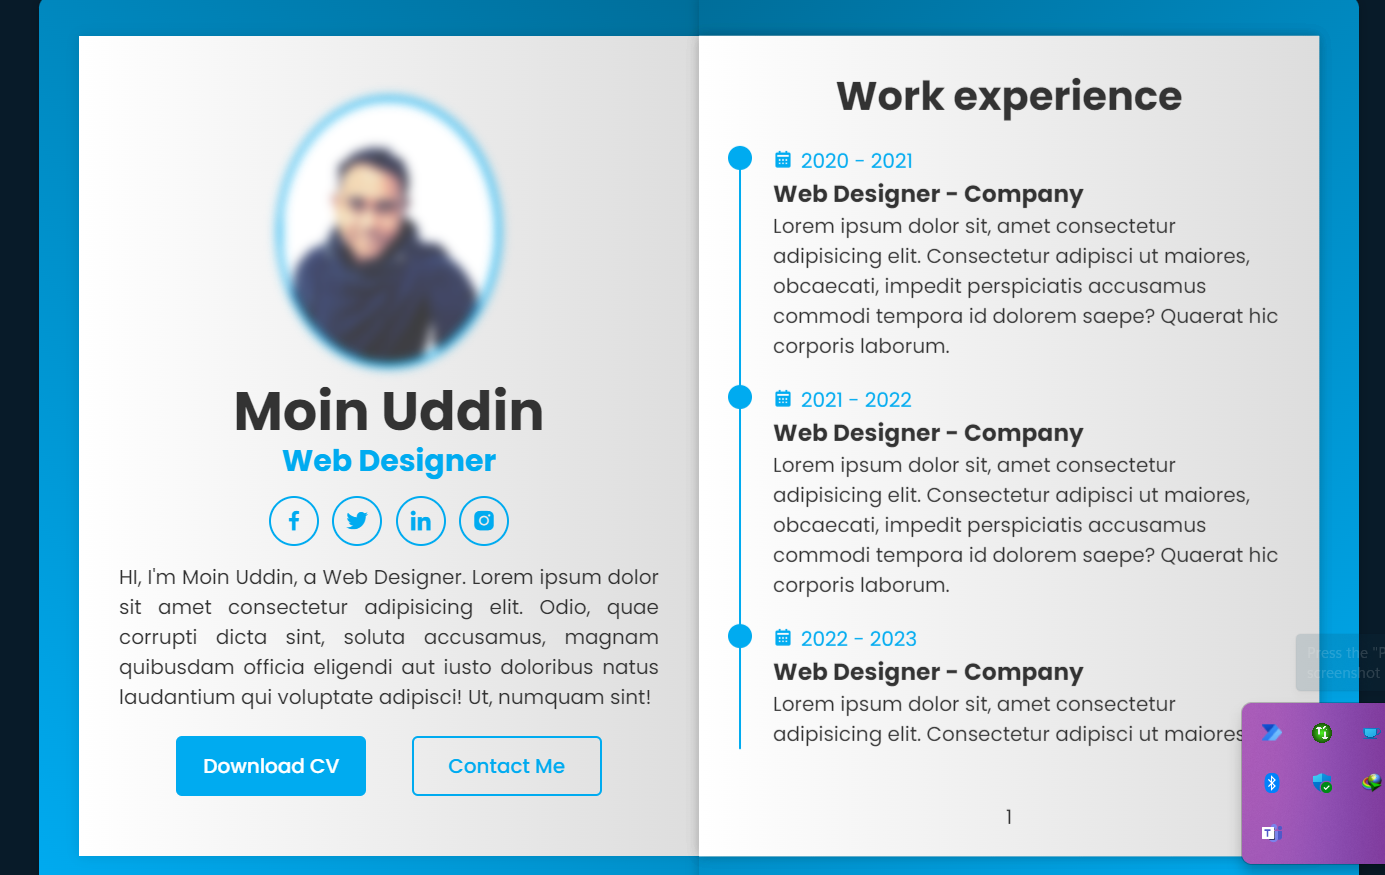 Moin Uddin
Web Designer
HI, I'm Moin Uddin, a Web Designer. Lorem ipsum dolor
sit amet consectetur adipisicing elit. Odio, quae
corrupti dicta sint, soluta accusamus, magnam
quibusdam officia eligendi aut iusto doloribus natus
laudantium qui voluptate adipisci! Ut, numquam sint!
Download CV
Contact Me
Work experience
2020 - 2021
Web Designer - Company
Lorem ipsum dolor sit, amet consectetur
adipisicing elit. Consectetur adipisci ut maiores,
obcaecati, impedit perspiciatis accusamus
commodi tempora id dolorem saepe? Quaerat hic
corporis laborum.
2021 - 2022
Web Designer - Company
Lorem ipsum dolor sit, amet consectetur
adipisicing elit. Consectetur adipisci ut maiores,
obcaecati, impedit perspiciatis accusamus
commodi tempora id dolorem saepe? Quaerat hic
corporis laborum.
2022 - 2023
Web Designer - Company
Lorem ipsum dolor sit, amet consectetur
adipisicing elit. Consectetur adipisci ut maiores
1
Press the "P
screenshot